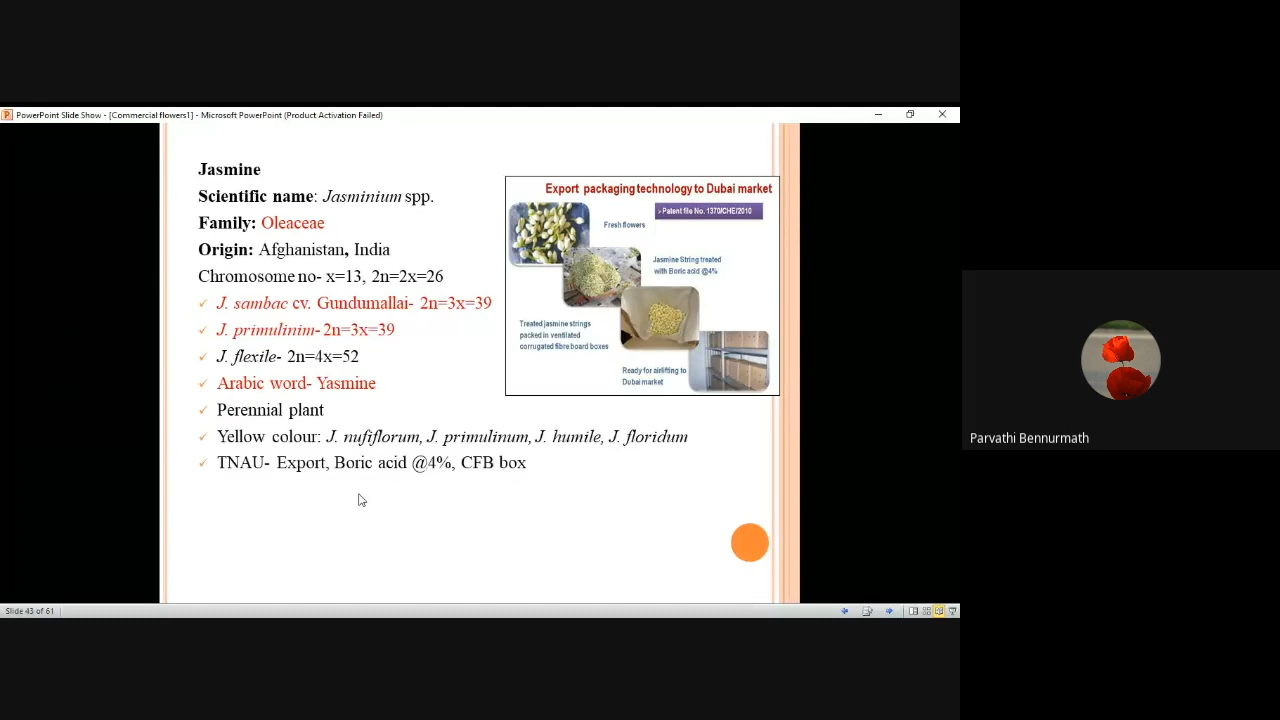 PowerPoint Slide Show - [Commercial flowers1] - Microsoft PowerPoint (Product Activation Failed)
Jasmine
Scientific name: Jasminium spp.
Family: Oleaceae
Origin: Afghanistan, India
Chromosome no- x=13, 2n=2x=26
✓ J. sambac cv. Gundumallai- 2n=3x=39
✓ J. primulinim- 2n=3x=39
✓ J. flexile- 2n=4x=52
✓ Arabic word- Yasmine
✓ Perennial plant
✓ Yellow colour: J. nufiflorum, J. primulinum, J. humile, J. floridum
✓ TNAU- Export, Boric acid @4%, CFB box
Export packaging technology to Dubai market
Patent file No. 1370/CHE/2010
Fresh flowers
Jasmine String treated
with Boric acid @4%
Treated jasmine strings
packed in ventilated
corrugated fibre board boxes
Ready for airlifting to
Dubai market
Parvathi Bennurmath
Slide 43 of 61